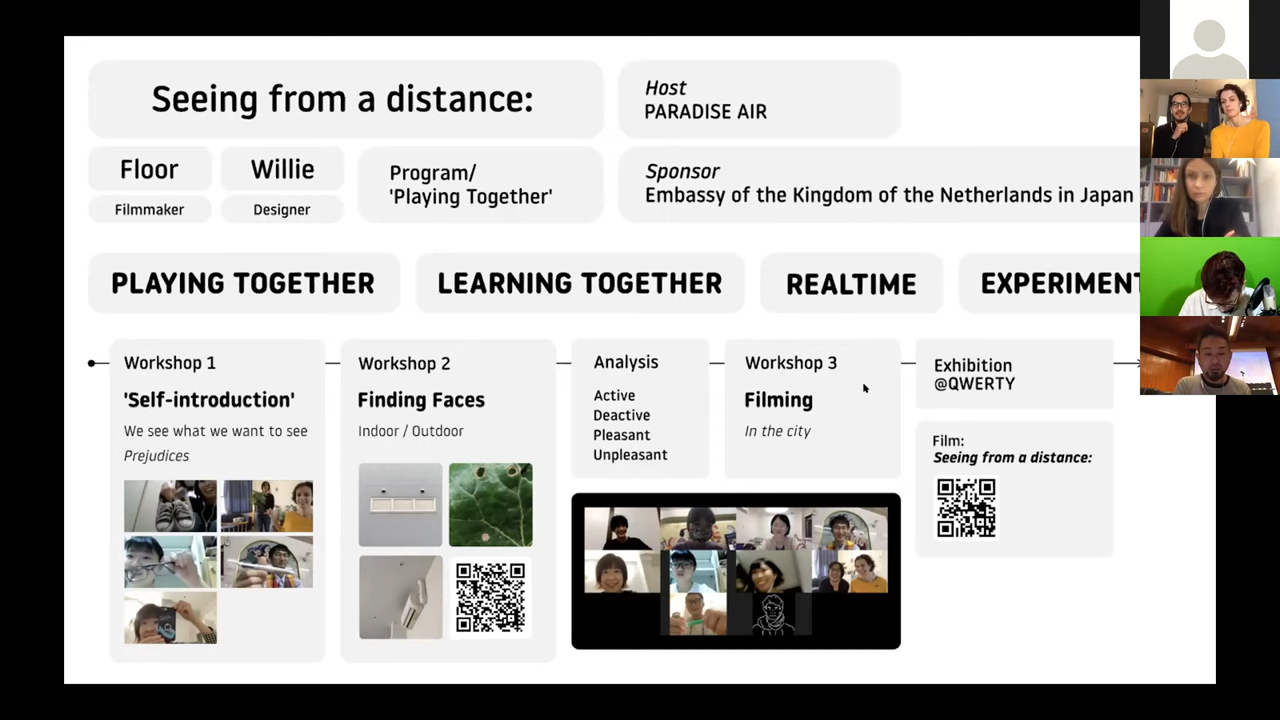 Seeing from a distance:
Host
PARADISE AIR
Floor
Filmmaker
Willie
Designer
Program/
'Playing Together'
Sponsor
Embassy of the Kingdom of the Netherlands in Japan
PLAYING TOGETHER
LEARNING TOGETHER
REALTIME
EXPERIMENT
Workshop 1
'Self-introduction'
We see what we want to see
Prejudices
Workshop 2
Finding Faces
Indoor / Outdoor
Analysis
Active
Deactive
Pleasant
Unpleasant
Workshop 3
Filming
In the city
Exhibition
@QWERTY
Film:
Seeing from a distance: